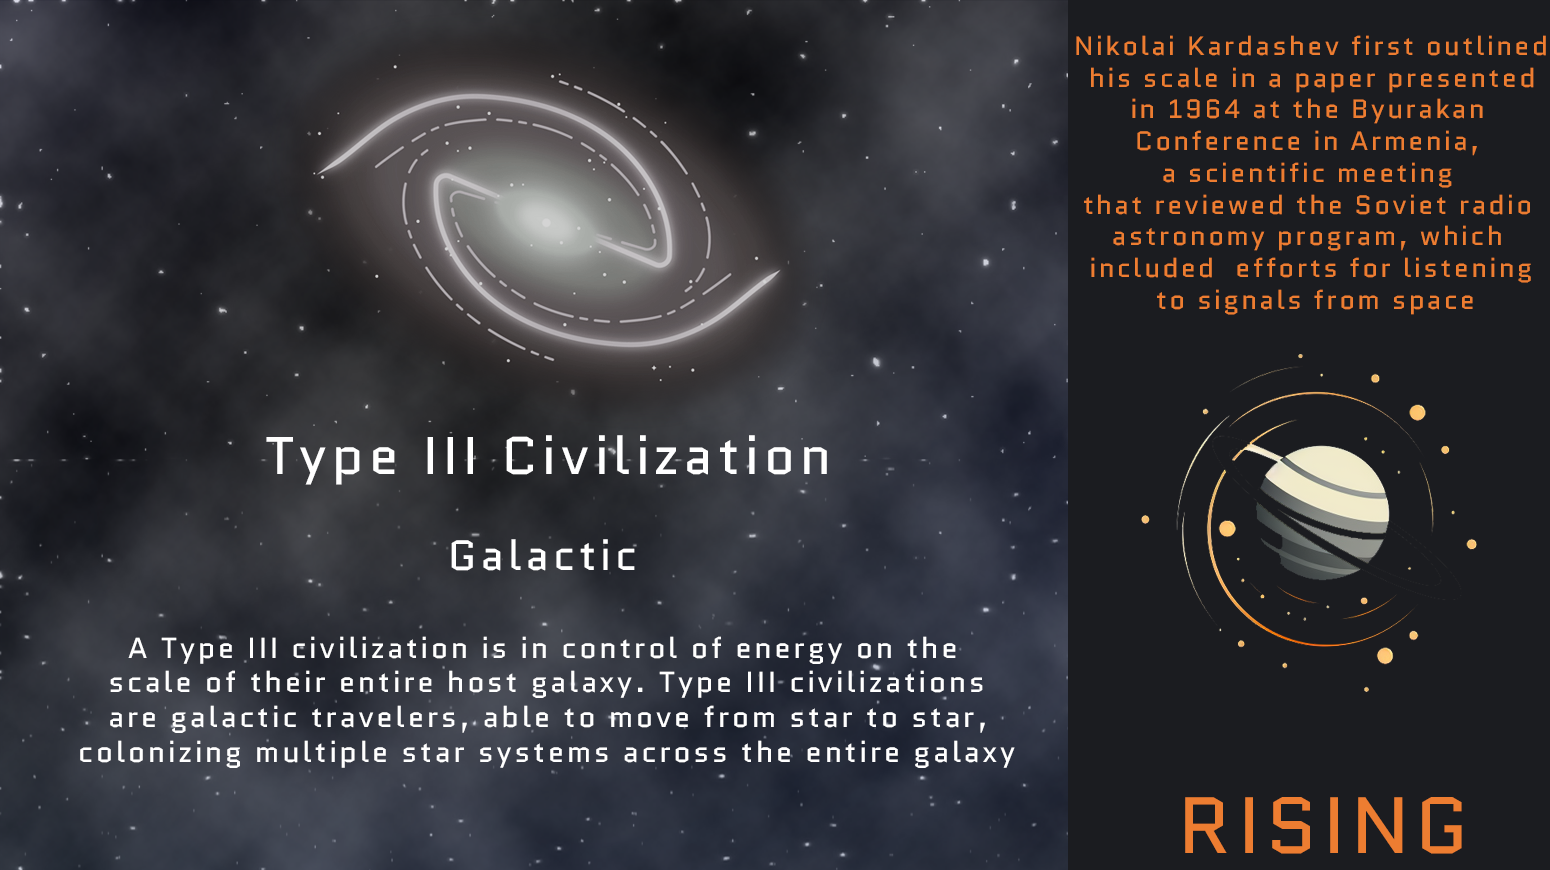 Type III Civilization
Galactic
A Type III civilization is in control of energy on the
scale of their entire host galaxy. Type III civilizations
are galactic travelers, able to move from star to star,
colonizing multiple star systems across the entire galaxy
Nikolai Kardashev first outlined
his scale in a paper presented
in 1964 at the Byurakan
Conference in Armenia,
a scientific meeting
that reviewed the Soviet radio
astronomy program, which
included  efforts for listening
to signals from space
RISING